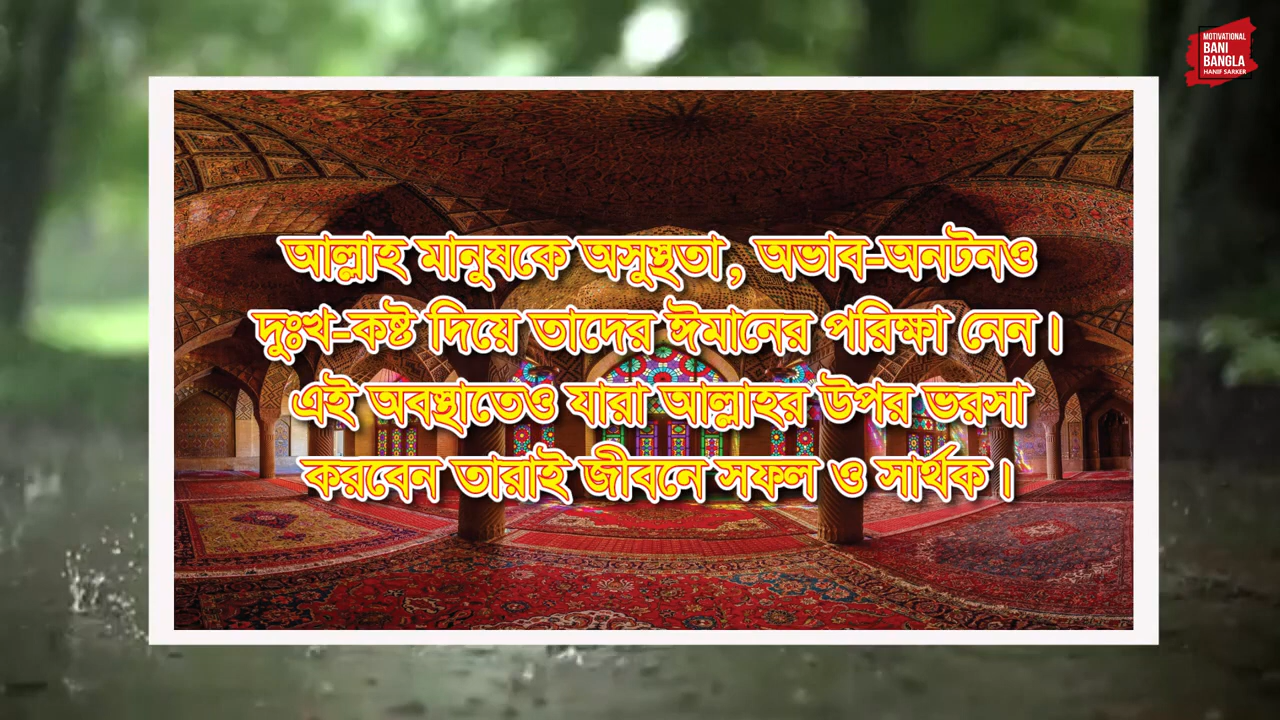 MOTIVATIONAL
BANI
BANGLA
HANIF SARKER
আল্লাহ মানুষকে অসুস্থতা, অভাব-অনটনও
দুঃখ-কষ্ট দিয়ে তাদের ঈমানের পরিক্ষা নেন।
এই অবস্থাতেও যারা আল্লাহর উপর ভরসা
করবেন তারাই জীবনে সফল ও সার্থক।